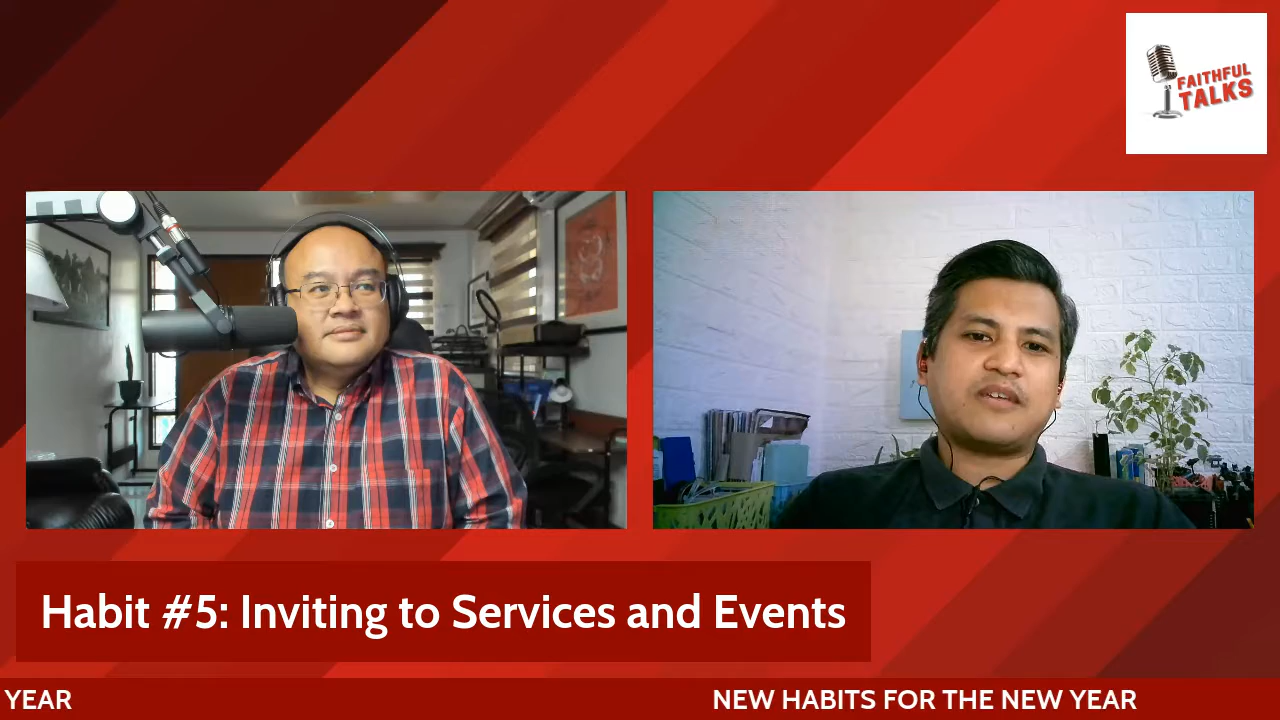 FAITHFUL
TALKS
Habit #5: Inviting to Services and Events
YEAR
NEW HABITS FOR THE NEW YEAR